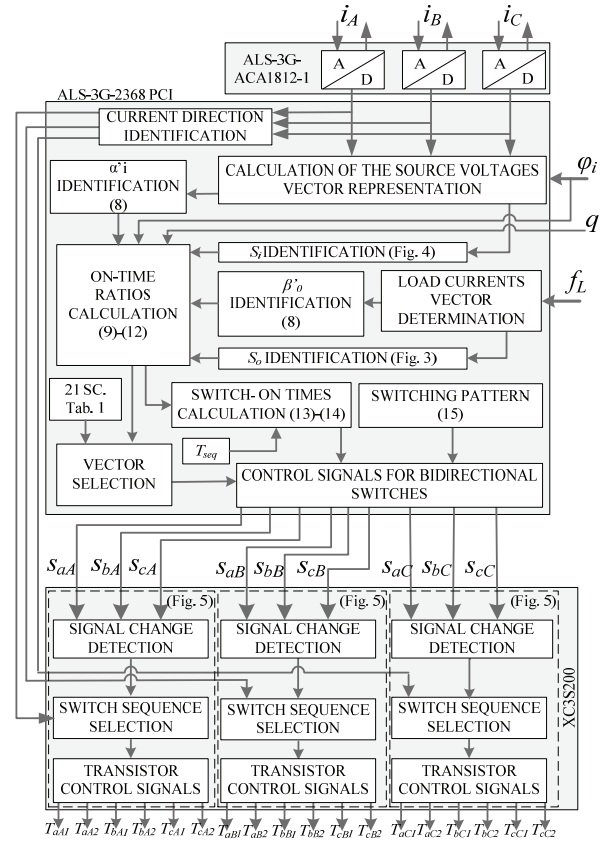 iA iB iC
ALS-3G-
ACA1812-1
A D A D A D
ALS-3G-2368 PCI
CURRENT DIRECTION
IDENTIFICATION
α'i
IDENTIFICATION
(8)
CALCULATION OF THE SOURCE VOLTAGES
VECTOR REPRESENTATION
φi
q
Si IDENTIFICATION (Fig. 4)
ON-TIME
RATIOS
CALCULATION
(9)-(12)
β'o
IDENTIFICATION
(8)
LOAD CURRENTS
VECTOR
DETERMINATION
fL
So IDENTIFICATION (Fig. 3)
21 SC.
Tab. 1
SWITCH- ON TIMES
CALCULATION (13)-(14)
SWITCHING PATTERN
(15)
Tseq
VECTOR
SELECTION
CONTROL SIGNALS FOR BIDIRECTIONAL
SWITCHES
saA sbA scA saB sbB scB saC sbC scC
(Fig. 5) (Fig. 5) (Fig. 5)
SIGNAL CHANGE
DETECTION
SIGNAL CHANGE
DETECTION
SIGNAL CHANGE
DETECTION
XC3S200
SWITCH SEQUENCE
SELECTION
SWITCH SEQUENCE
SELECTION
SWITCH SEQUENCE
SELECTION
TRANSISTOR
CONTROL SIGNALS
TRANSISTOR
CONTROL SIGNALS
TRANSISTOR
CONTROL SIGNALS
TaA1 TaA2 TbA1 TbA2 TcA1 TcA2 TaB1 TaB2 TbB1 TbB2 TcB1 TcB2 TaC1 TaC2 TbC1 TbC2 TcC1 TcC2